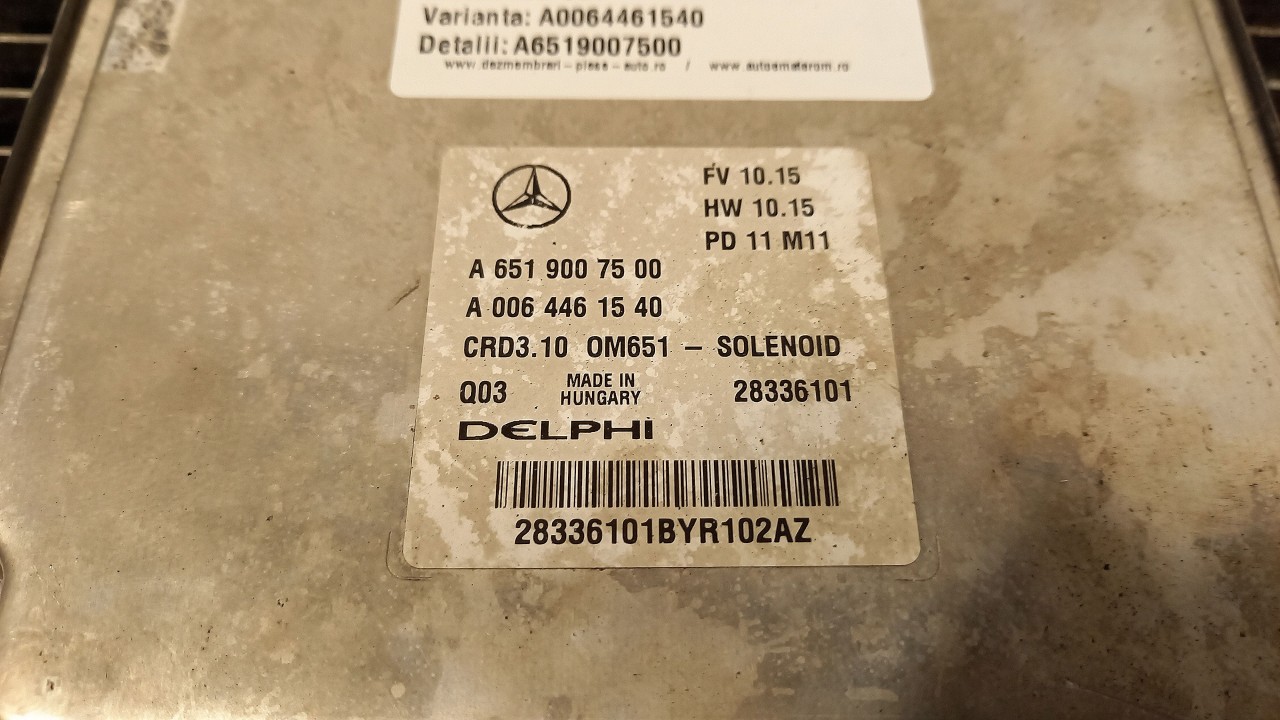 Varianta: A0064461540
Detalii: A6519007500
www.dezmembrari-piese-auto.ro / www.autoamaterom.ro
FV 10.15
HW 10.15
PD 11 M11
A 651 900 75 00
A 006 446 15 40
CRD3.10 OM651 – SOLENOID
Q03 MADE IN HUNGARY 28336101
DELPHI
28336101BYR102AZ